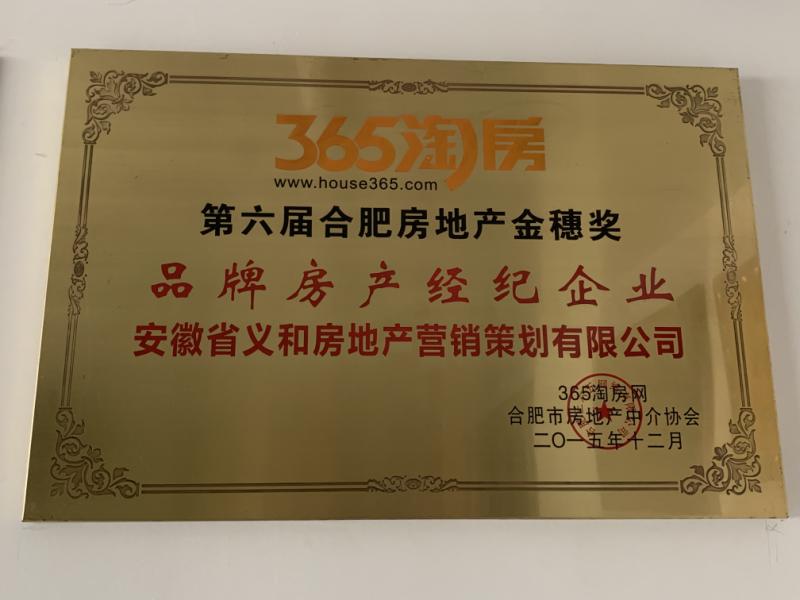 365淘房
www.house365.com
第六届合肥房地产金穗奖
品牌房产经纪企业
安徽省义和房地产营销策划有限公司
365淘房网
合肥市房地产中介协会
二〇一五年十二月